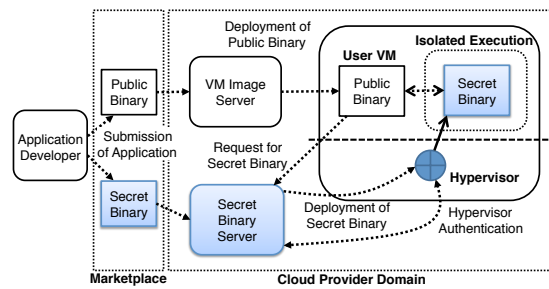 Deployment of
Public Binary
User VM
Isolated Execution
Public
Binary
VM Image
Server
Public
Binary
Secret
Binary
Application
Developer
Submission
of Application
Request for
Secret Binary
Hypervisor
Secret
Binary
Secret
Binary
Server
Deployment of
Secret Binary
Hypervisor
Authentication
Marketplace
Cloud Provider Domain